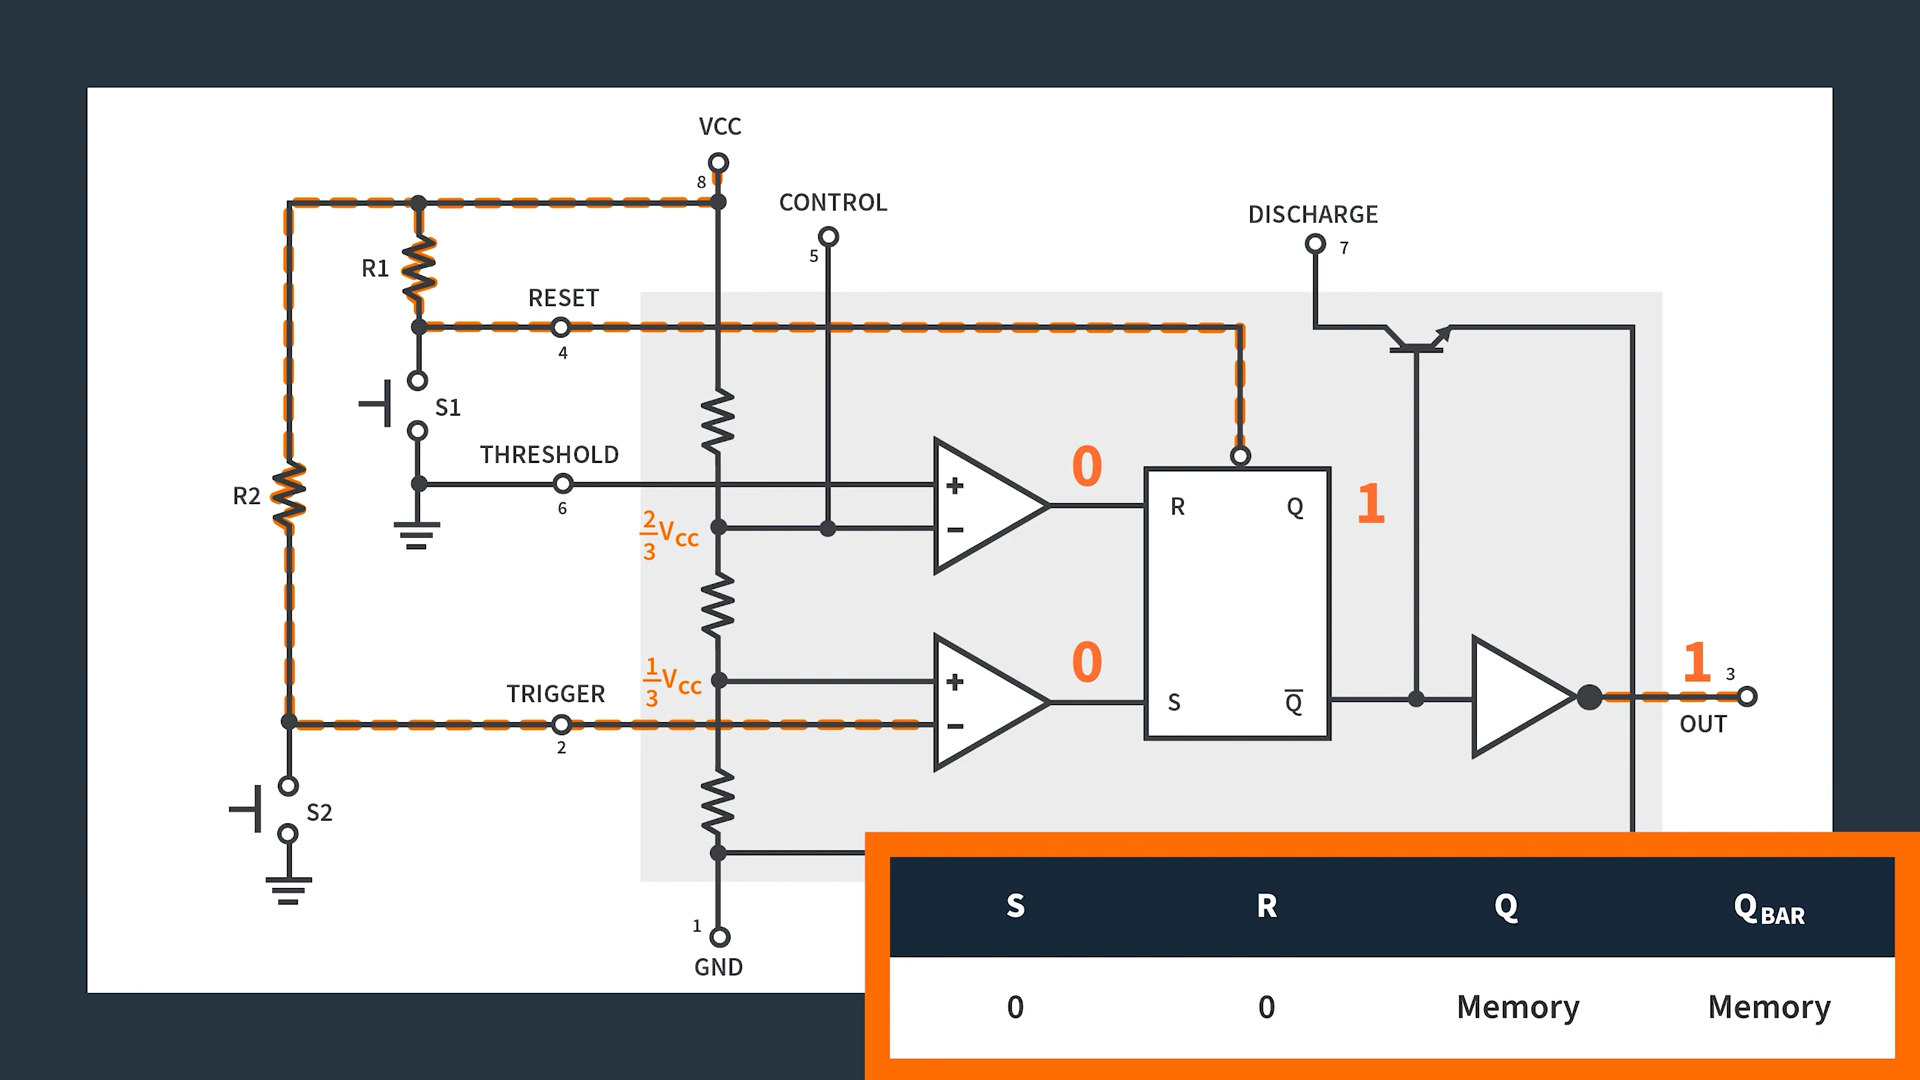 VCC
8
CONTROL
5
DISCHARGE
7
R1
RESET
4
S1
THRESHOLD
6
R2
2/3 VCC
+
−
0
R
Q
1
1/3 VCC
TRIGGER
2
+
−
0
S
Q̅
1
3
OUT
S2
1
GND
S R Q QBAR
0 0 Memory Memory